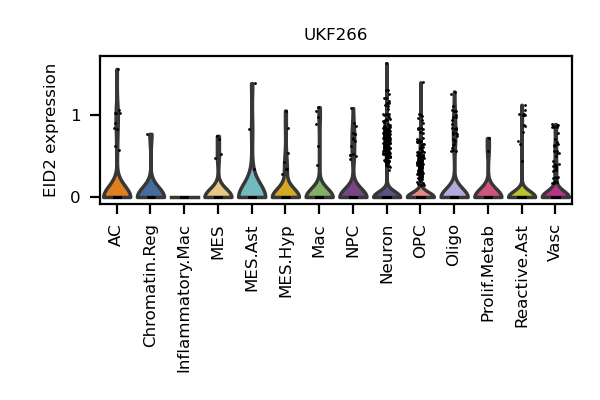 UKF266
EID2 expression
1
0
AC
Chromatin.Reg
Inflammatory.Mac
MES
MES.Ast
MES.Hyp
Mac
NPC
Neuron
OPC
Oligo
Prolif.Metab
Reactive.Ast
Vasc